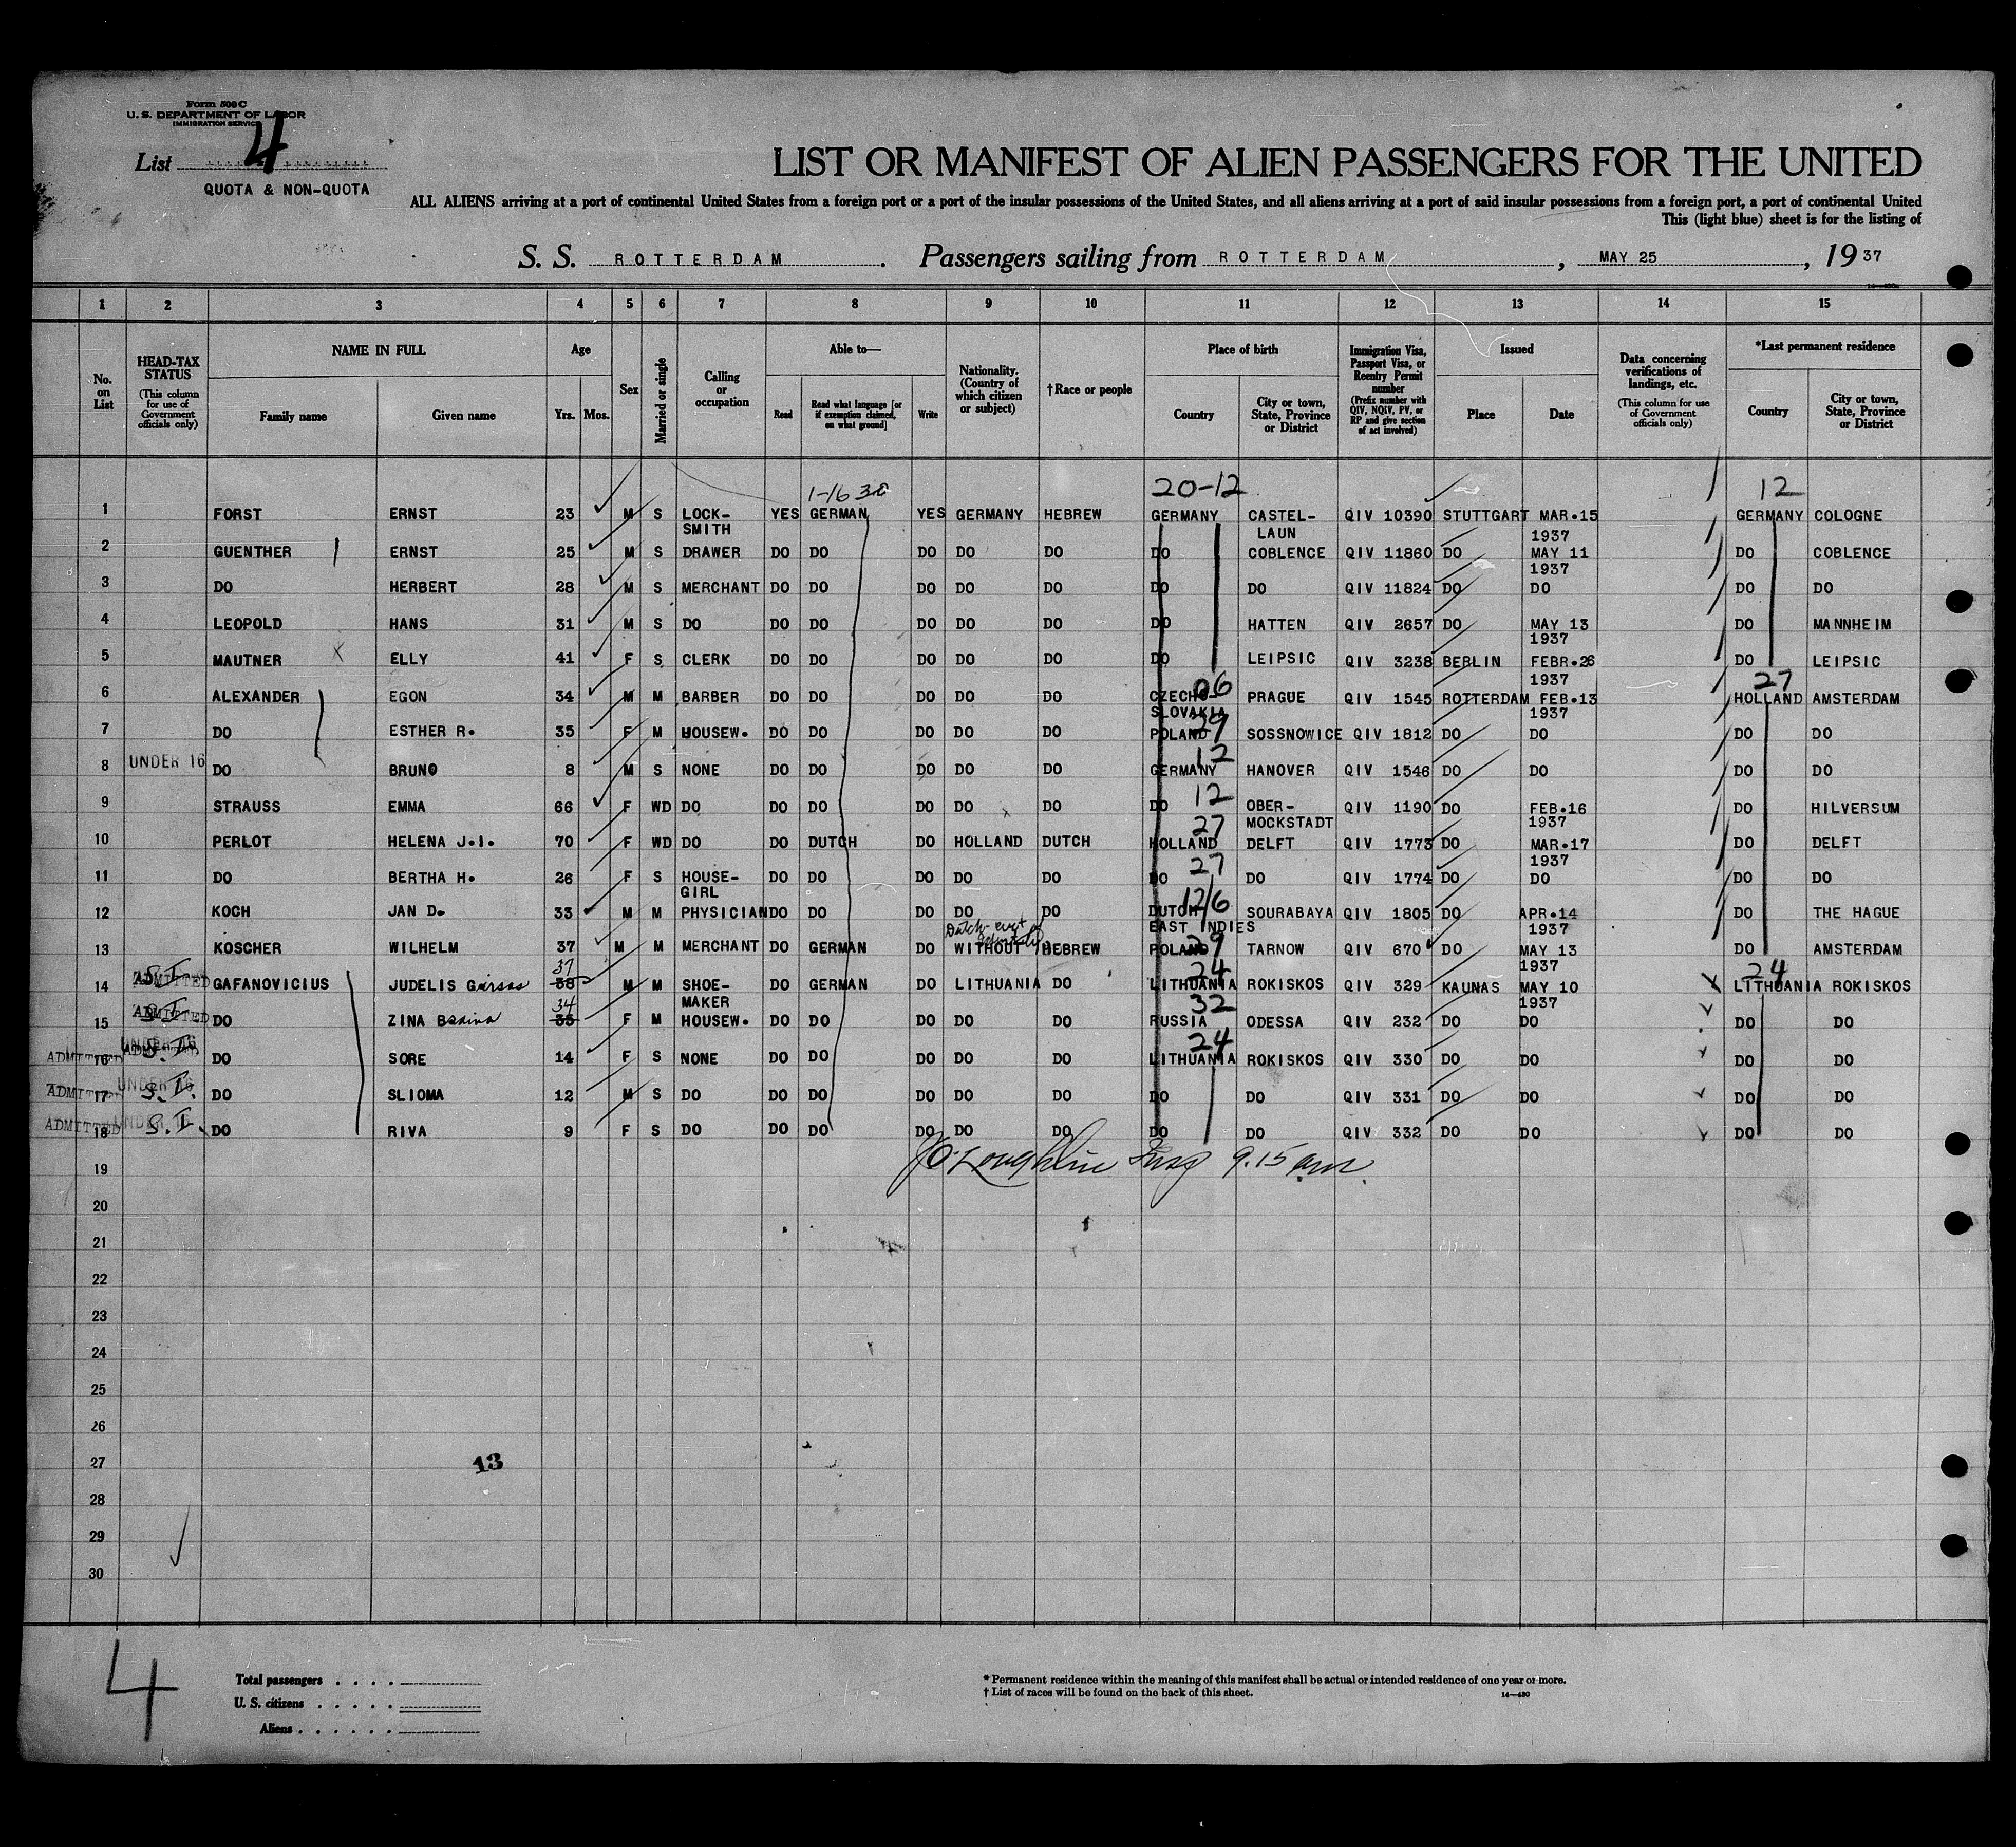 Form 500 C
U. S. DEPARTMENT OF LABOR
IMMIGRATION SERVICE
List 4
QUOTA & NON-QUOTA
LIST OR MANIFEST OF ALIEN PASSENGERS FOR THE UNITED
ALL ALIENS arriving at a port of continental United States from a foreign port or a port of the insular possessions of the United States, and all aliens arriving at a port of said insular possessions from a foreign port, a port of continental United
This (light blue) sheet is for the listing of
S. S. ROTTERDAM. Passengers sailing from ROTTERDAM, MAY 25, 1937
1 2 3 4 5 6 7 8 9 10 11 12 13 14 15
No. on List
HEAD-TAX STATUS (This column for use of Government officials only)
NAME IN FULL
Family name
Given name
Age
Yrs. Mos.
Sex
Married or single
Calling or occupation
Able to—
Read
Read what language [or if exemption claimed, on what ground]
Write
Nationality. (Country of which citizen or subject)
†Race or people
Place of birth
Country
City or town, State, Province or District
Immigration Visa, Passport Visa, or Reentry Permit number (Prefix number with QIV, NQIV, PV, or RP and give section of act involved)
Issued
Place
Date
Data concerning verifications of landings, etc. (This column for use of Government officials only)
*Last permanent residence
Country
City or town, State, Province or District
20-12 12
1 FORST ERNST 23 M S LOCK- YES GERMAN YES GERMANY HEBREW GERMANY CASTEL- QIV 10390 STUTTGART MAR.15 GERMANY COLOGNE
SMITH LAUN 1937
2 GUENTHER ERNST 25 M S DRAWER DO DO DO DO DO DO COBLENCE QIV 11860 DO MAY 11 DO COBLENCE
1937
3 DO HERBERT 28 M S MERCHANT DO DO DO DO DO DO DO QIV 11824 DO DO DO DO
4 LEOPOLD HANS 31 M S DO DO DO DO DO DO DO HATTEN QIV 2657 DO MAY 13 DO MANNHEIM
1937
5 MAUTNER X ELLY 41 F S CLERK DO DO DO DO DO DO LEIPSIC QIV 3238 BERLIN FEBR.26 DO LEIPSIC
06 1937 27
6 ALEXANDER EGON 34 M M BARBER DO DO DO DO DO CZECHO- PRAGUE QIV 1545 ROTTERDAM FEB.13 HOLLAND AMSTERDAM
SLOVAKIA 29 1937
7 DO ESTHER R. 35 F M HOUSEW. DO DO DO DO DO POLAND SOSSNOWICE QIV 1812 DO DO DO DO
12
8 UNDER 16 DO BRUNO 8 M S NONE DO DO DO DO DO GERMANY HANOVER QIV 1546 DO DO DO DO
12
9 STRAUSS EMMA 66 F WD DO DO DO DO DO DO DO OBER- QIV 1190 DO FEB.16 DO HILVERSUM
27 MOCKSTADT 1937
10 PERLOT HELENA J.I. 70 F WD DO DO DUTCH DO HOLLAND DUTCH HOLLAND DELFT QIV 1773 DO MAR.17 DO DELFT
27 1937
11 DO BERTHA H. 26 F S HOUSE- DO DO DO DO DO DO DO QIV 1774 DO DO DO DO
GIRL
12 KOCH JAN D. 33 M M PHYSICIAN DO DO DO DO DO DUTCH SOURABAYA QIV 1805 DO APR.14 DO THE HAGUE
EAST INDIES 1937
29
13 KOSCHER WILHELM 37 M M MERCHANT DO GERMAN DO WITHOUT HEBREW POLAND TARNOW QIV 670 DO MAY 13 DO AMSTERDAM
37 24 1937 24
14 ADMITTED S.I. GAFANOVICIUS JUDELIS Girsas 38 M M SHOE- DO GERMAN DO LITHUANIA DO LITHUANIA ROKISKOS QIV 329 KAUNAS MAY 10 LITHUANIA ROKISKOS
34 MAKER 32 1937
15 ADMITTED S.I. DO ZINA 35 F M HOUSEW. DO DO DO DO DO RUSSIA ODESSA QIV 232 DO DO DO DO
24
16 ADMITTED UNDER 16 S.I. DO SORE 14 F S NONE DO DO DO DO DO LITHUANIA ROKISKOS QIV 330 DO DO DO DO
17 ADMITTED UNDER 16 S.I. DO SLIOMA 12 M S DO DO DO DO DO DO DO DO QIV 331 DO DO DO DO
18 ADMITTED UNDER 16 S.I. DO RIVA 9 F S DO DO DO DO DO DO DO DO QIV 332 DO DO DO DO
19 J O'Loughlin Insp 9.15 am
20
21
22
23
24
25
26
27 13
28
29
30
4
Total passengers
U. S. citizens
Aliens
* Permanent residence within the meaning of this manifest shall be actual or intended residence of one year or more.
† List of races will be found on the back of this sheet.
14—430